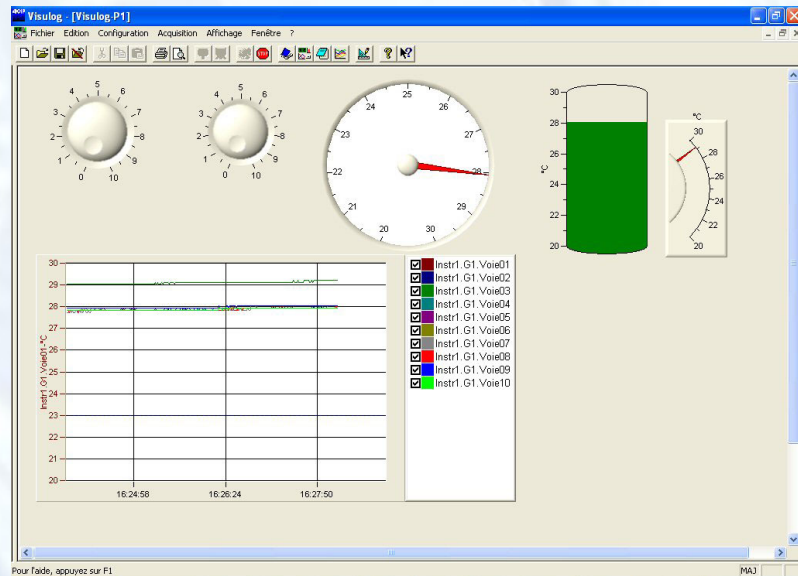 Visulog - [Visulog-P1]
Fichier Edition Configuration Acquisition Affichage Fenêtre ?
STOP
0 1 2 3 4 5 6 7 8 9 10
0 1 2 3 4 5 6 7 8 9 10
20 21 22 23 24 25 26 27 28 29 30
30
28
26
°C
24
22
20
°C
30
28
26
24
22
20
30
29
28
27
26
25
24
23
22
21
20
Instr1.G1.Voie01-°C
16:24:58 16:26:24 16:27:50
Instr1.G1.Voie01
Instr1.G1.Voie02
Instr1.G1.Voie03
Instr1.G1.Voie04
Instr1.G1.Voie05
Instr1.G1.Voie06
Instr1.G1.Voie07
Instr1.G1.Voie08
Instr1.G1.Voie09
Instr1.G1.Voie10
Pour l'aide, appuyez sur F1
MAJ